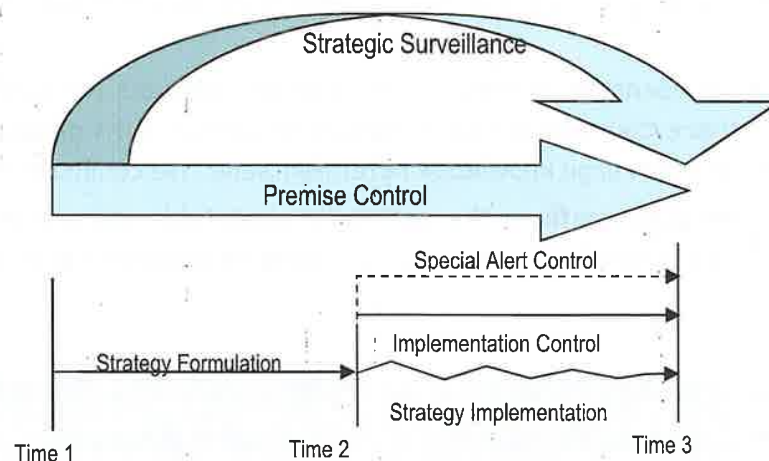 Strategic Surveillance
Premise Control
Special Alert Control
Implementation Control
Strategy Formulation
Strategy Implementation
Time 1
Time 2
Time 3